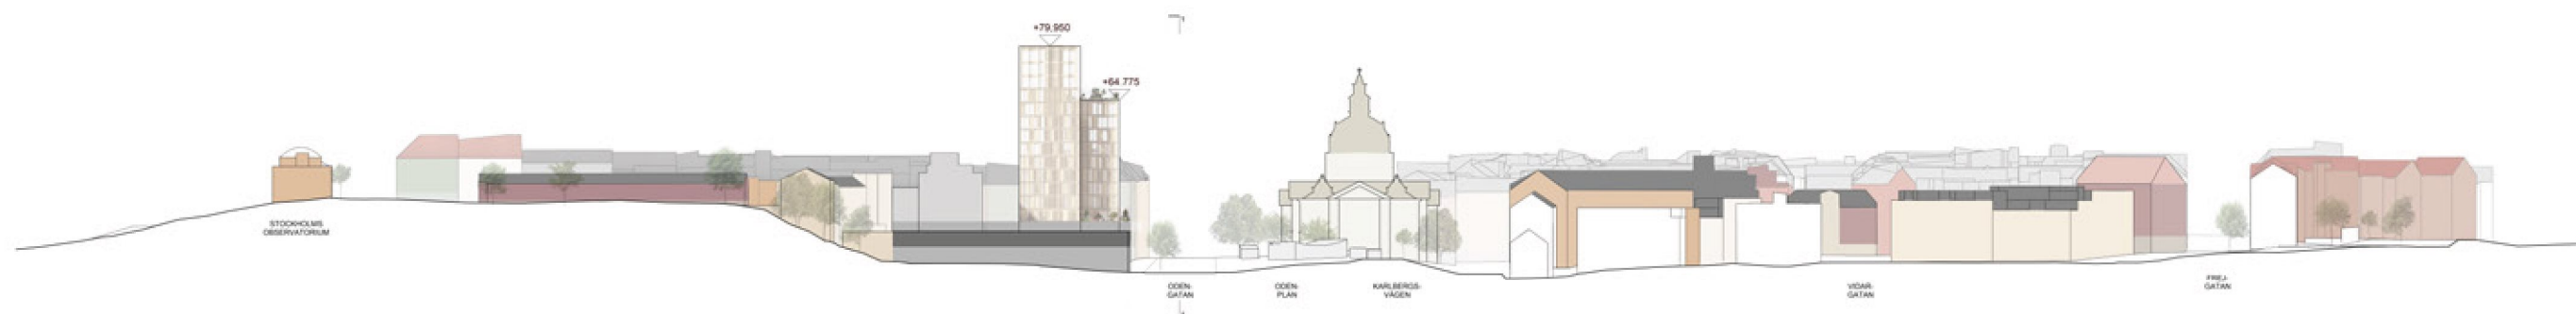 +79.950
+64.775
STOCKHOLMS
OBSERVATORIUM
ODEN-
GATAN
ODEN-
PLAN
KARLBERGS-
VÄGEN
VIDAR-
GATAN
FREJ-
GATAN